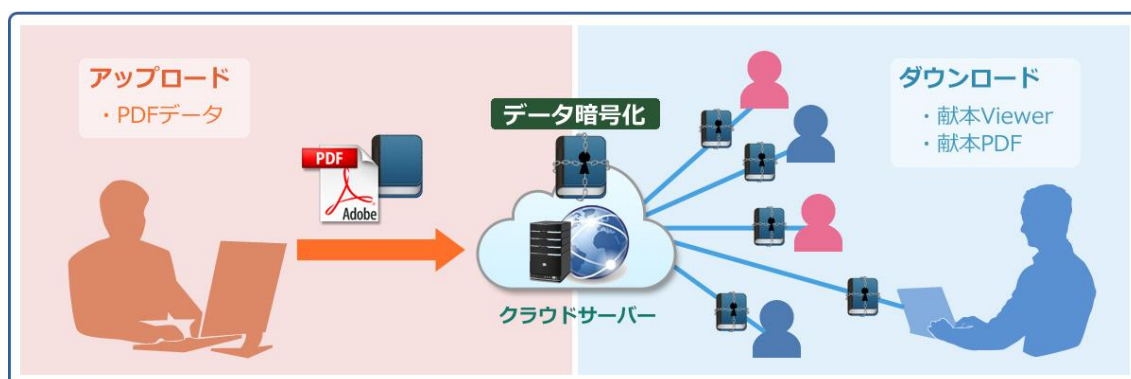 アップロード
・PDFデータ
PDF
Adobe
データ暗号化
クラウドサーバー
ダウンロード
・献本Viewer
・献本PDF